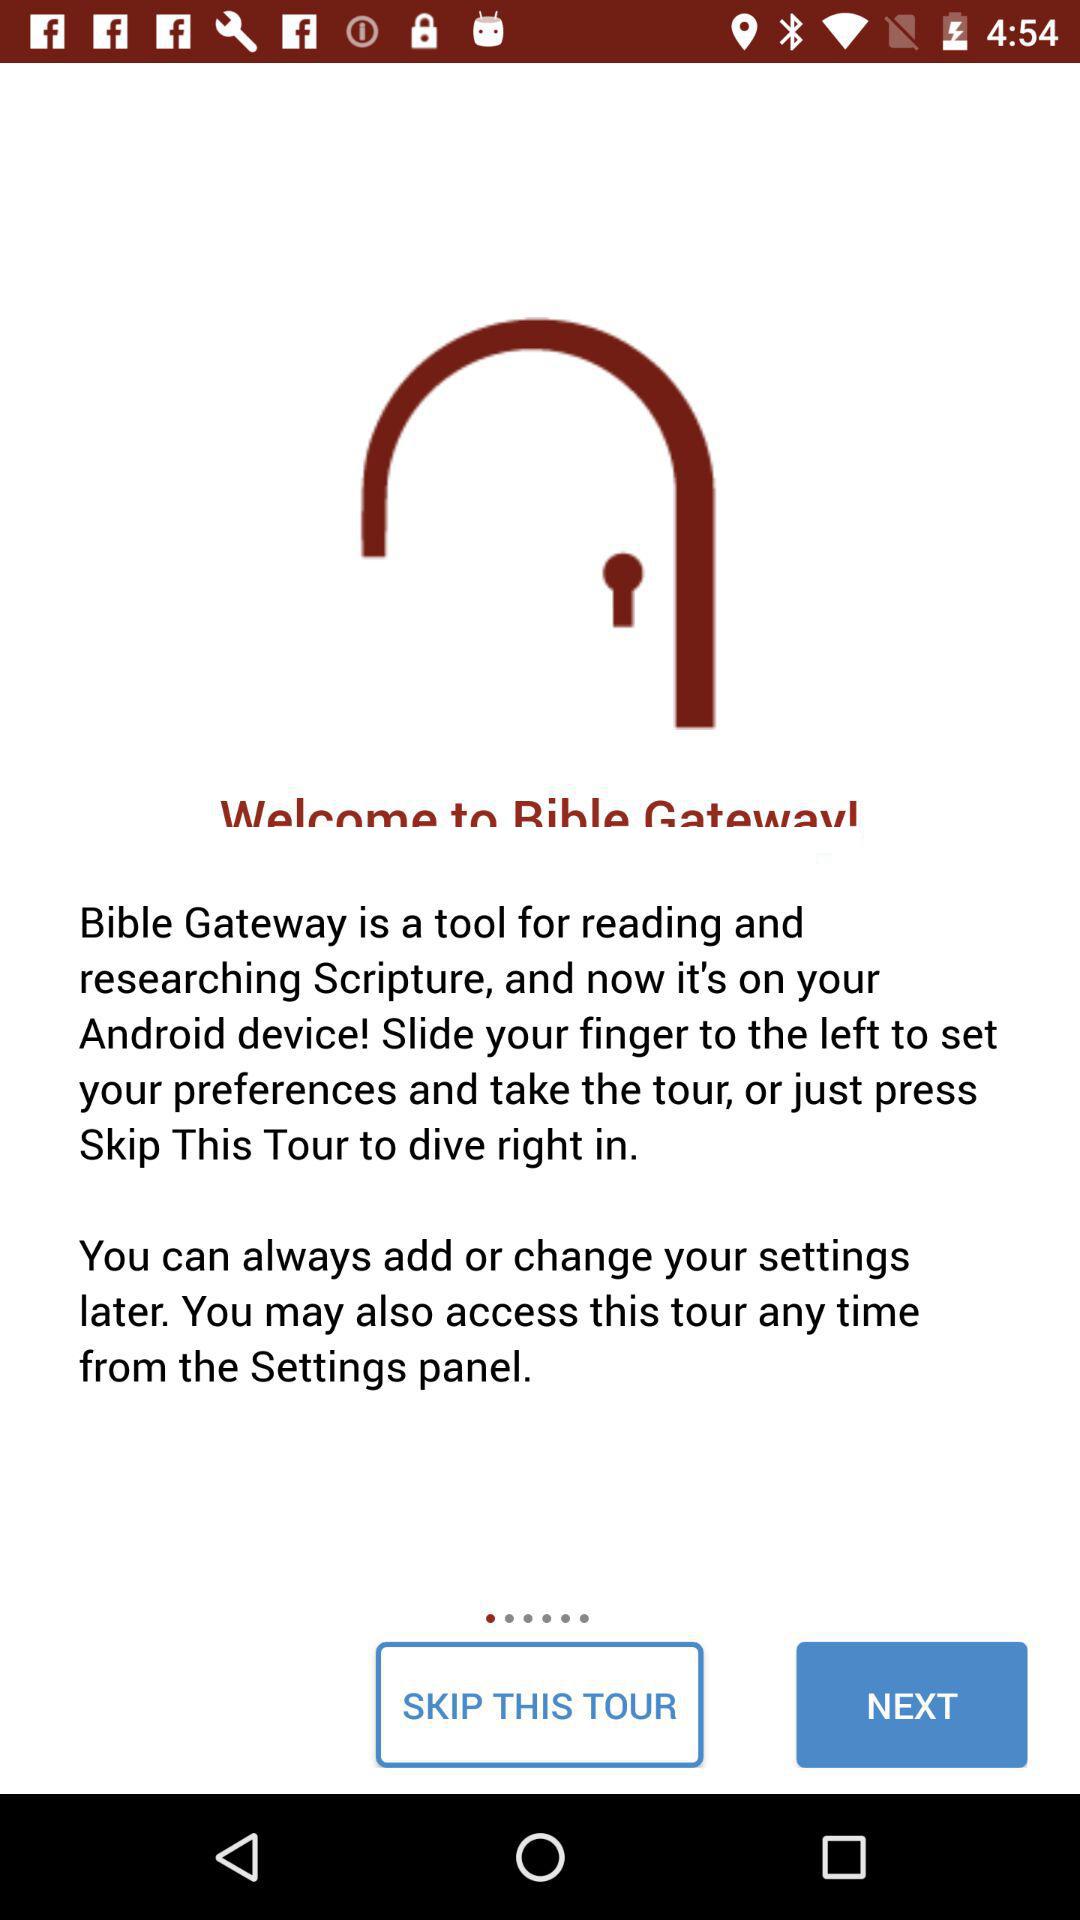 4:54
Welcome to Bible Gateway!
Bible Gateway is a tool for reading and
researching Scripture, and now it's on your
Android device! Slide your finger to the left to set
your preferences and take the tour, or just press
Skip This Tour to dive right in.
You can always add or change your settings
later. You may also access this tour any time
from the Settings panel.
SKIP THIS TOUR
NEXT